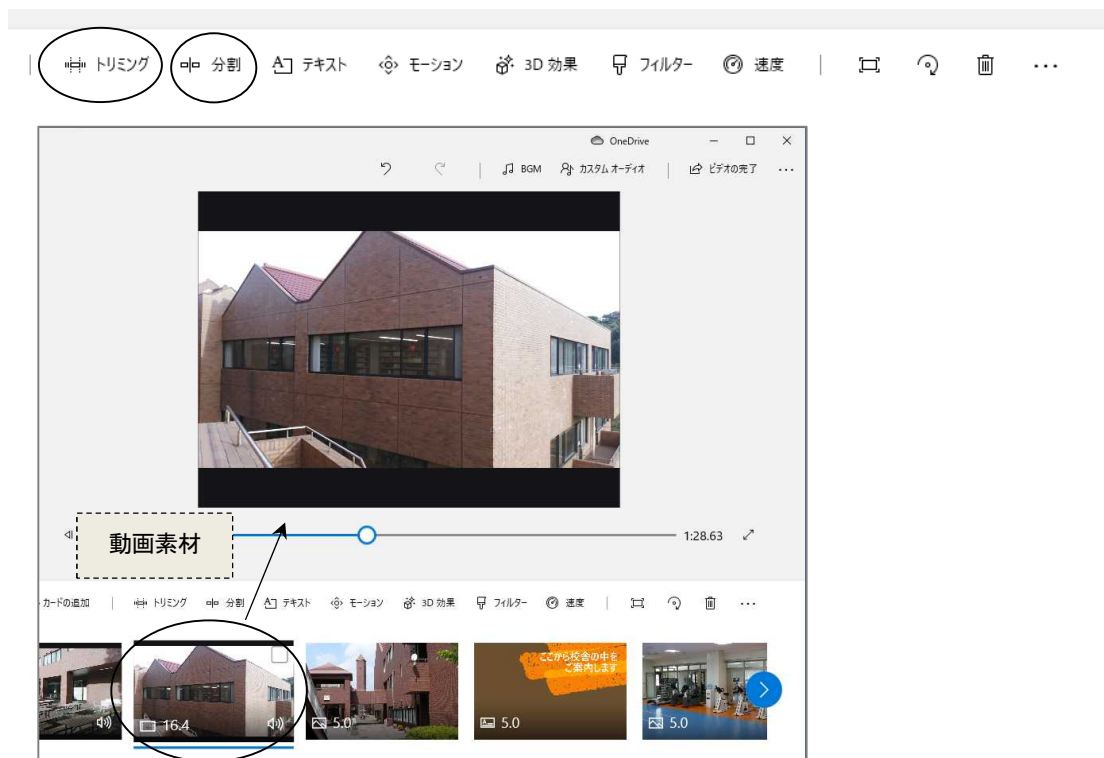 トリミング 分割 テキスト モーション 3D 効果 フィルター 速度 ...
OneDrive
BGM カスタム オーディオ ビデオの完了 ...
動画素材
1:28.63
カードの追加 トリミング 分割 テキスト モーション 3D 効果 フィルター 速度 ...
ここから校舎の中を
ご案内します
16.4 5.0 5.0 5.0